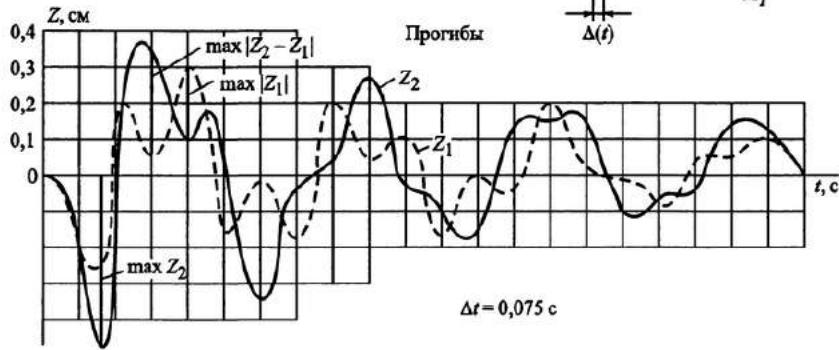 Z, см
Прогибы
Δ(t)
0,4
0,3
0,2
0,1
0
max |Z₂ – Z₁|
max |Z₁|
Z₂
Z₁
t, с
max Z₂
Δt = 0,075 с